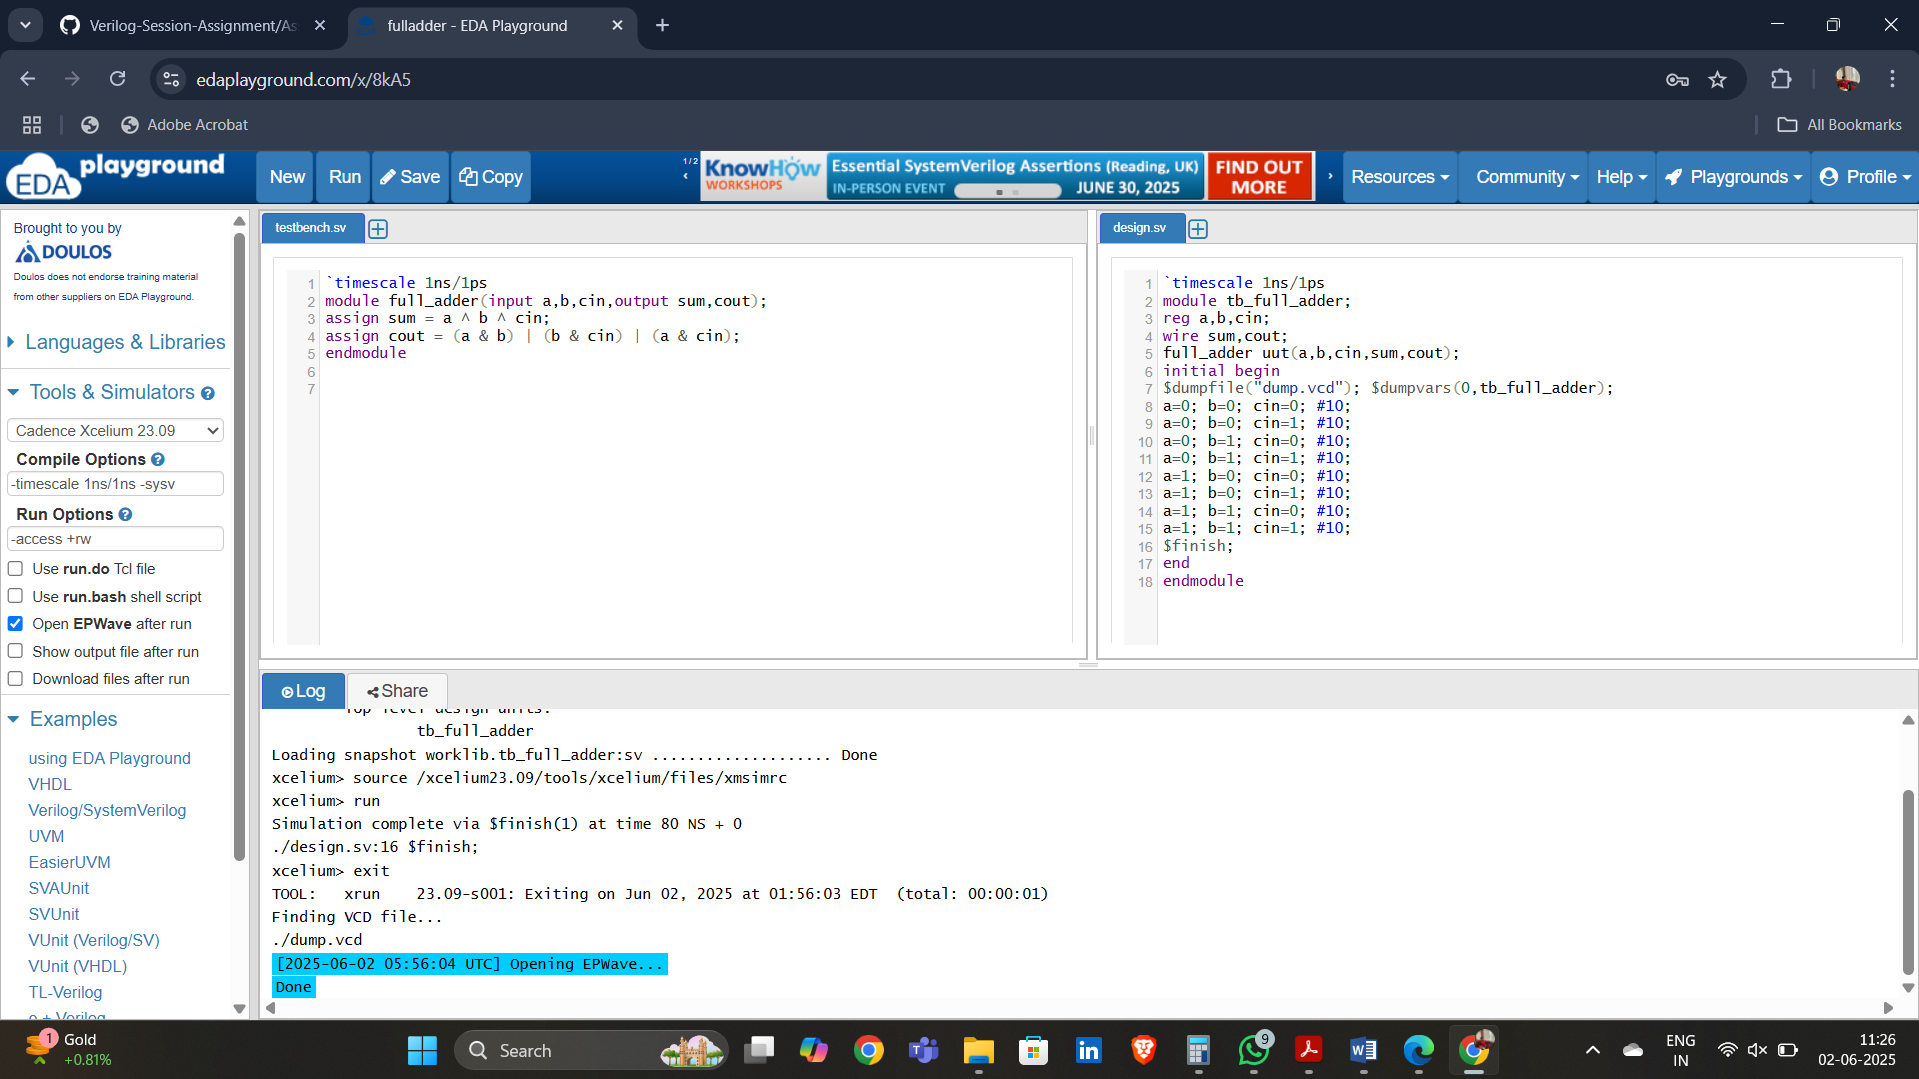 Verilog-Session-Assignment/As
fulladder - EDA Playground
edaplayground.com/x/8kA5
Adobe Acrobat
All Bookmarks
EDA playground
New
Run
Save
Copy
1/2
KnowHow
WORKSHOPS
Essential SystemVerilog Assertions (Reading, UK)
IN-PERSON EVENT
JUNE 30, 2025
FIND OUT
MORE
Resources
Community
Help
Playgrounds
Profile
Brought to you by
DOULOS
Doulos does not endorse training material
from other suppliers on EDA Playground.
Languages & Libraries
Tools & Simulators
Cadence Xcelium 23.09
Compile Options
-timescale 1ns/1ns -sysv
Run Options
-access +rw
Use run.do Tcl file
Use run.bash shell script
Open EPWave after run
Show output file after run
Download files after run
Examples
using EDA Playground
VHDL
Verilog/SystemVerilog
UVM
EasierUVM
SVAUnit
SVUnit
VUnit (Verilog/SV)
VUnit (VHDL)
TL-Verilog
e + Verilog
testbench.sv
1 `timescale 1ns/1ps
2 module full_adder(input a,b,cin,output sum,cout);
3 assign sum = a ^ b ^ cin;
4 assign cout = (a & b) | (b & cin) | (a & cin);
5 endmodule
6
7
design.sv
1 `timescale 1ns/1ps
2 module tb_full_adder;
3 reg a,b,cin;
4 wire sum,cout;
5 full_adder uut(a,b,cin,sum,cout);
6 initial begin
7 $dumpfile("dump.vcd"); $dumpvars(0,tb_full_adder);
8 a=0; b=0; cin=0; #10;
9 a=0; b=0; cin=1; #10;
10 a=0; b=1; cin=0; #10;
11 a=0; b=1; cin=1; #10;
12 a=1; b=0; cin=0; #10;
13 a=1; b=0; cin=1; #10;
14 a=1; b=1; cin=0; #10;
15 a=1; b=1; cin=1; #10;
16 $finish;
17 end
18 endmodule
Log
Share
Top level design units:
tb_full_adder
Loading snapshot worklib.tb_full_adder:sv .................... Done
xcelium> source /xcelium23.09/tools/xcelium/files/xmsimrc
xcelium> run
Simulation complete via $finish(1) at time 80 NS + 0
./design.sv:16 $finish;
xcelium> exit
TOOL: xrun 23.09-s001: Exiting on Jun 02, 2025 at 01:56:03 EDT (total: 00:00:01)
Finding VCD file...
./dump.vcd
[2025-06-02 05:56:04 UTC] Opening EPWave...
Done
1
Gold
+0.81%
Search
9
ENG
IN
11:26
02-06-2025